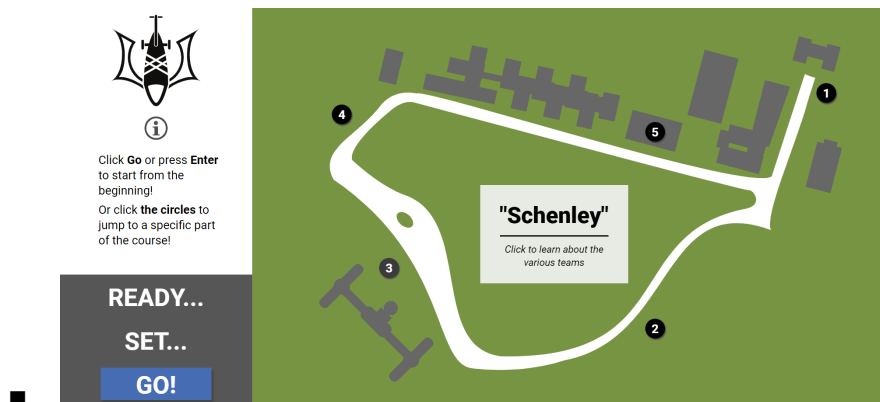 Click Go or press Enter
to start from the
beginning!
Or click the circles to
jump to a specific part
of the course!
READY...
SET...
GO!
1
4
5
"Schenley"
Click to learn about the
various teams
3
2